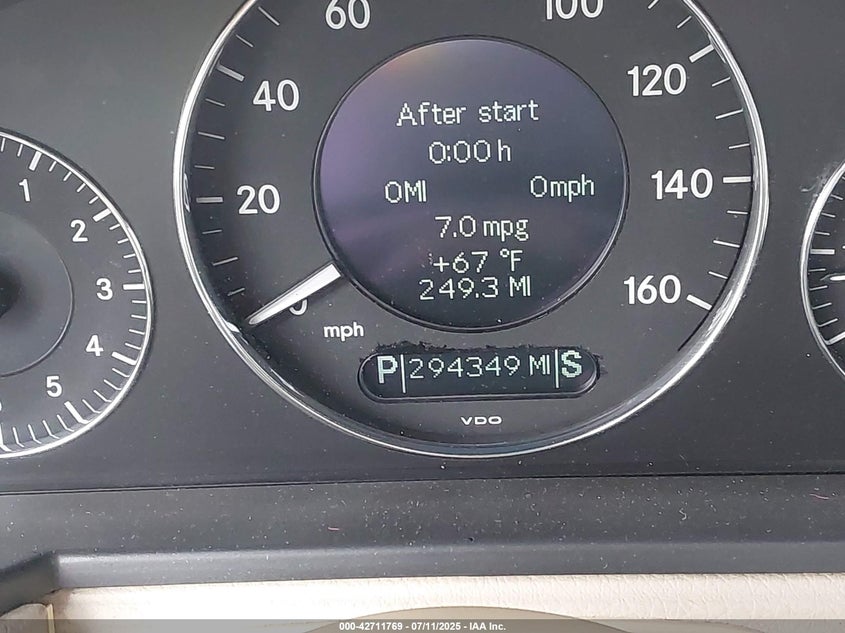 60
100
40
120
20
140
160
0
mph
After start
0:00 h
0MI 0mph
7.0 mpg
+67 °F
249.3 MI
P 294349 MI S
VDO
1
2
3
4
5
000-42711769 - 07/11/2025 - IAA Inc.